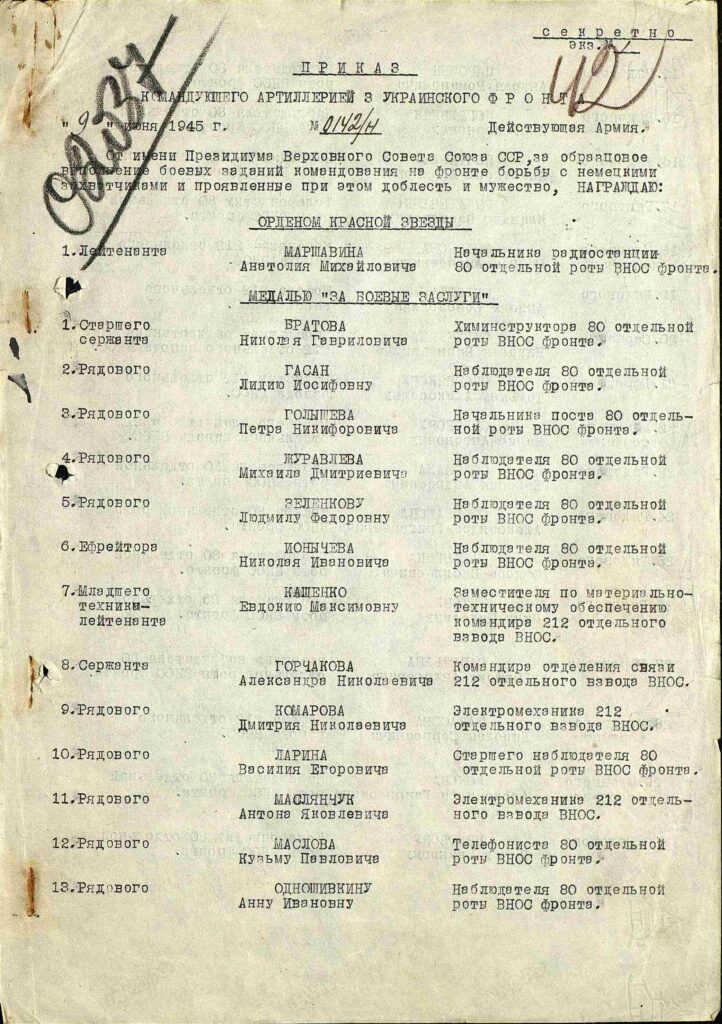 секретно
экз.№
42
00237
ПРИКАЗ
КОМАНДУЮЩЕГО АРТИЛЛЕРИЕЙ 3 УКРАИНСКОГО ФРОНТА
"9" июня 1945 г. № 0142/н Действующая Армия.
От имени Президиума Верховного Совета Союза ССР,за образцовое
выполнение боевых заданий командования на фронте борьбы с немецкими
захватчиками и проявленные при этом доблесть и мужество, НАГРАЖДАЮ:
ОРДЕНОМ КРАСНОЙ ЗВЕЗДЫ
1.Лейтенанта МАРШАВИНА Начальника радиостанции
Анатолия Михайловича 80 отдельной роты ВНОС фронта.
МЕДАЛЬЮ "ЗА БОЕВЫЕ ЗАСЛУГИ"
1.Старшего БРАТОВА Химинструктора 80 отдельной
сержанта Николая Гавриловича роты ВНОС фронта.
2.Рядового ГАСАН Наблюдателя 80 отдельной
Лидию Иосифовну роты ВНОС фронта.
3.Рядового ГОЛЫШЕВА Начальника поста 80 отдель-
Петра Никифоровича ной роты ВНОС фронта.
4.Рядового ЖУРАВЛЕВА Наблюдателя 80 отдельной
Михаила Дмитриевича роты ВНОС фронта.
5.Рядового ЗЕЛЕНКОВУ Наблюдателя 80 отдельной
Людмилу Федоровну роты ВНОС фронта.
6.Ефрейтора ИОНЫЧЕВА Наблюдателя 80 отдельной
Николая Ивановича роты ВНОС фронта.
7.Младшего КАЩЕНКО Заместителя по материально-
техника- Евдокию Максимовну техническому обеспечению
лейтенанта командира 212 отдельного
взвода ВНОС.
8.Сержанта ГОРЧАКОВА Командира отделения связи
Александра Николаевича 212 отдельного взвода ВНОС.
9.Рядового КОМАРОВА Электромеханика 212
Дмитрия Николаевича отдельного взвода ВНОС.
10.Рядового ЛАРИНА Старшего наблюдателя 80
Василия Егоровича отдельной роты ВНОС фронта.
11.Рядового МАСЛЯНЧУК Электромеханика 212 отдель-
Антона Яковлевича ного взвода ВНОС.
12.Рядового МАСЛОВА Телефониста 80 отдельной
Кузьму Павловича роты ВНОС фронта.
13.Рядового ОДНОШИВКИНУ Наблюдателя 80 отдельной
Анну Ивановну роты ВНОС фронта.